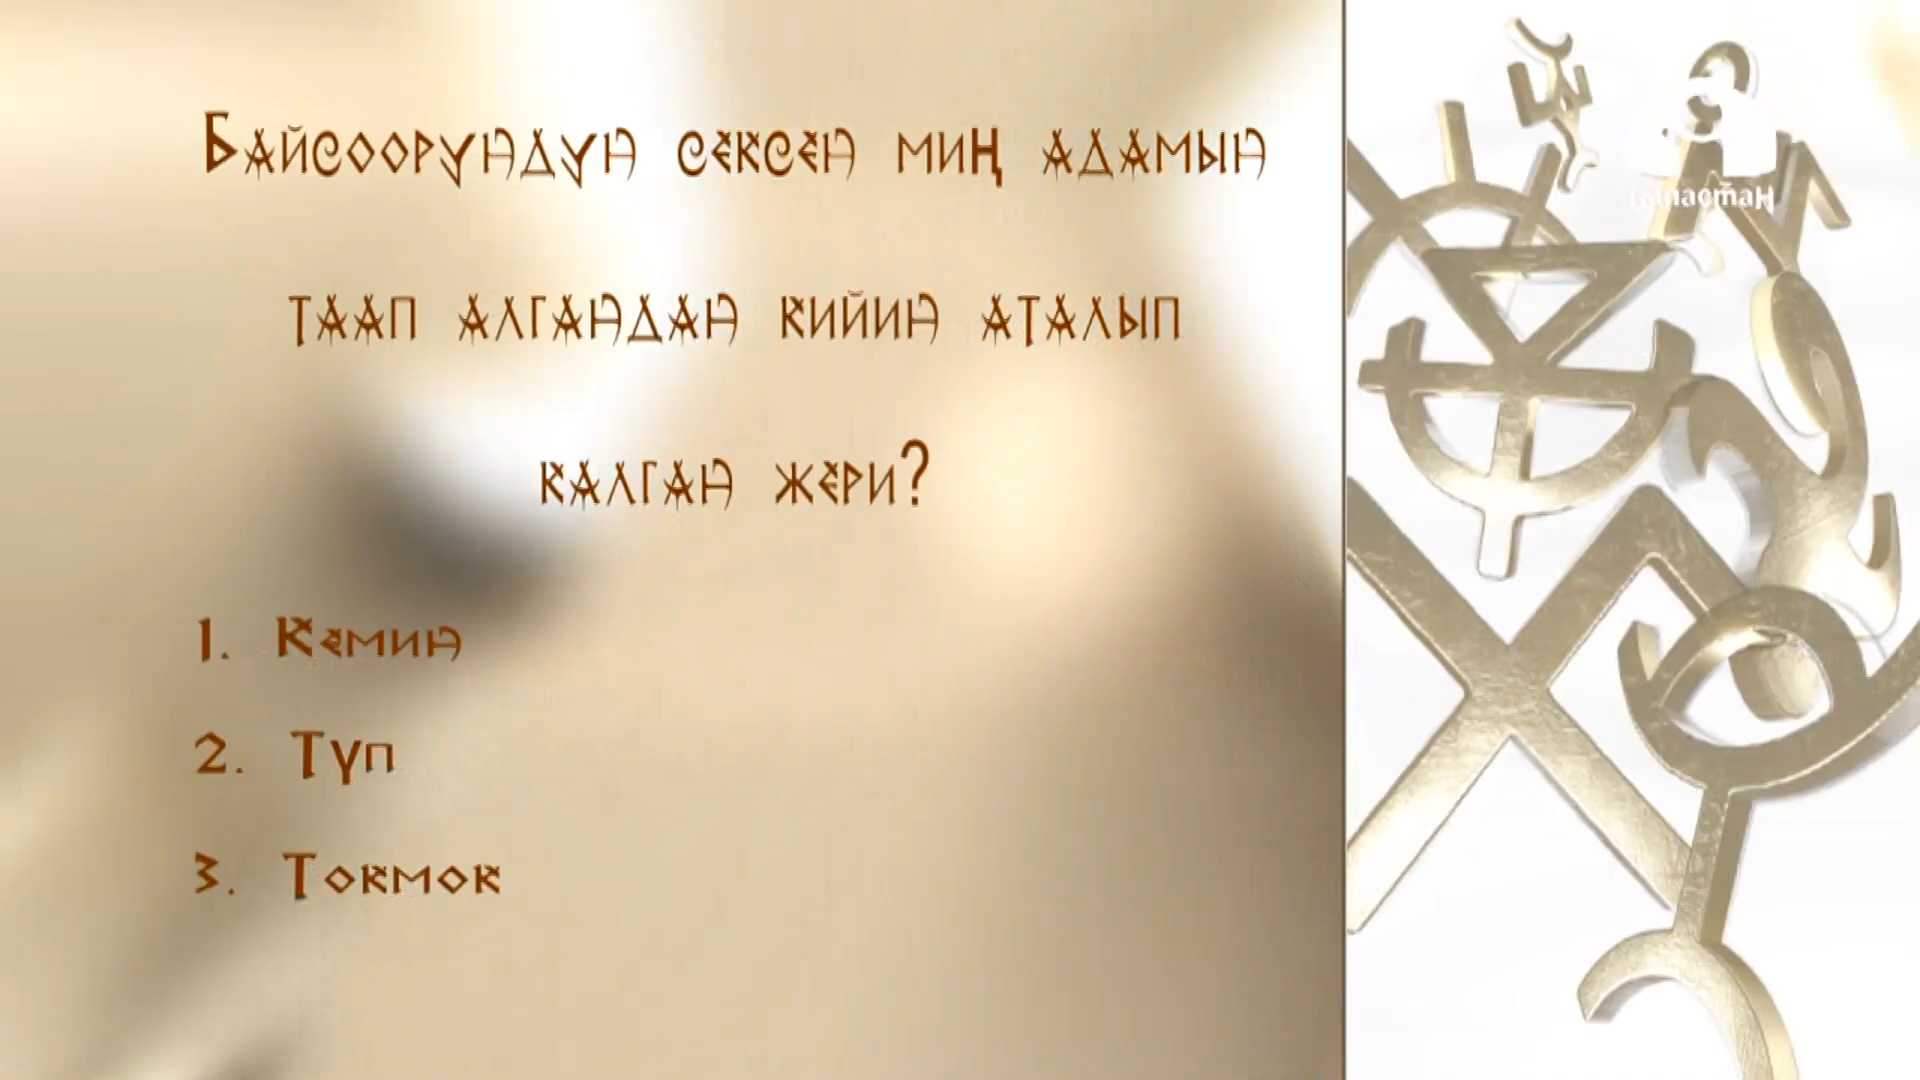 Байсоорундун сексен миң адамын
таап алгандан кийин аталып
калган жери?
1. Кемин
2. Түп
3. Токмок